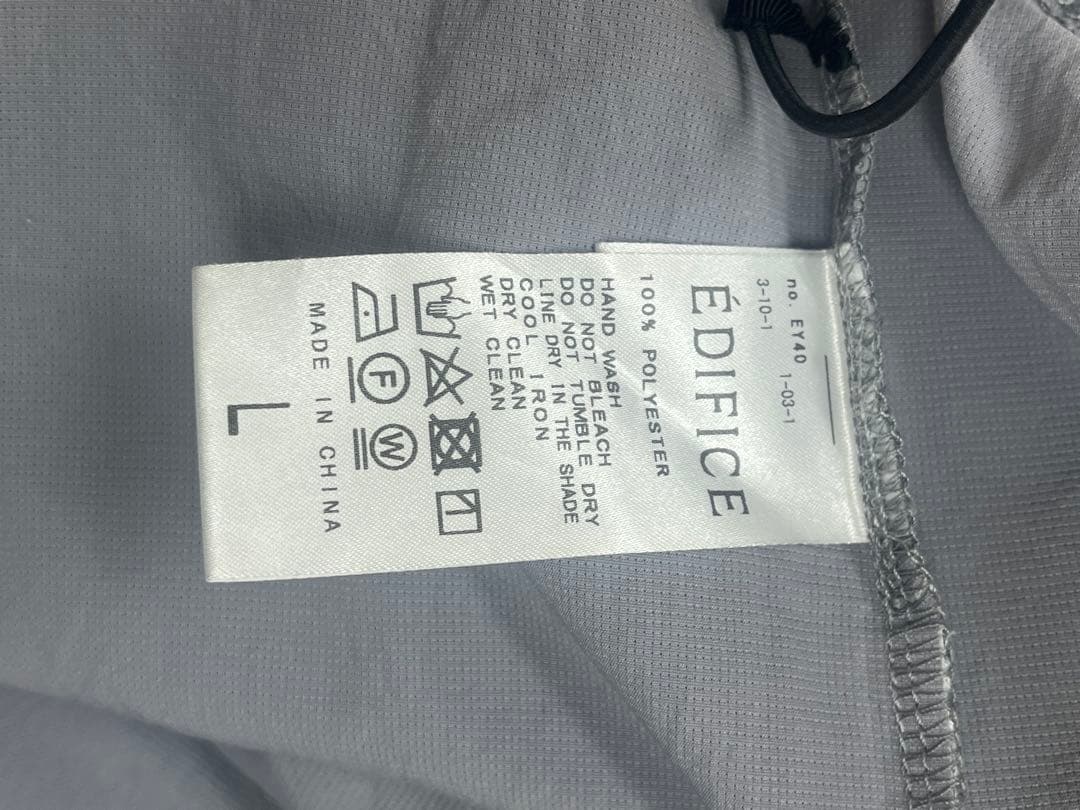 no. EY40 1-03-1
3-10-1
ÉDIFICE
100% POLYESTER
HAND WASH
DO NOT BLEACH
DO NOT TUMBLE DRY
LINE DRY IN THE SHADE
COOL IRON
DRY CLEAN
WET CLEAN
F W
MADE IN CHINA
L